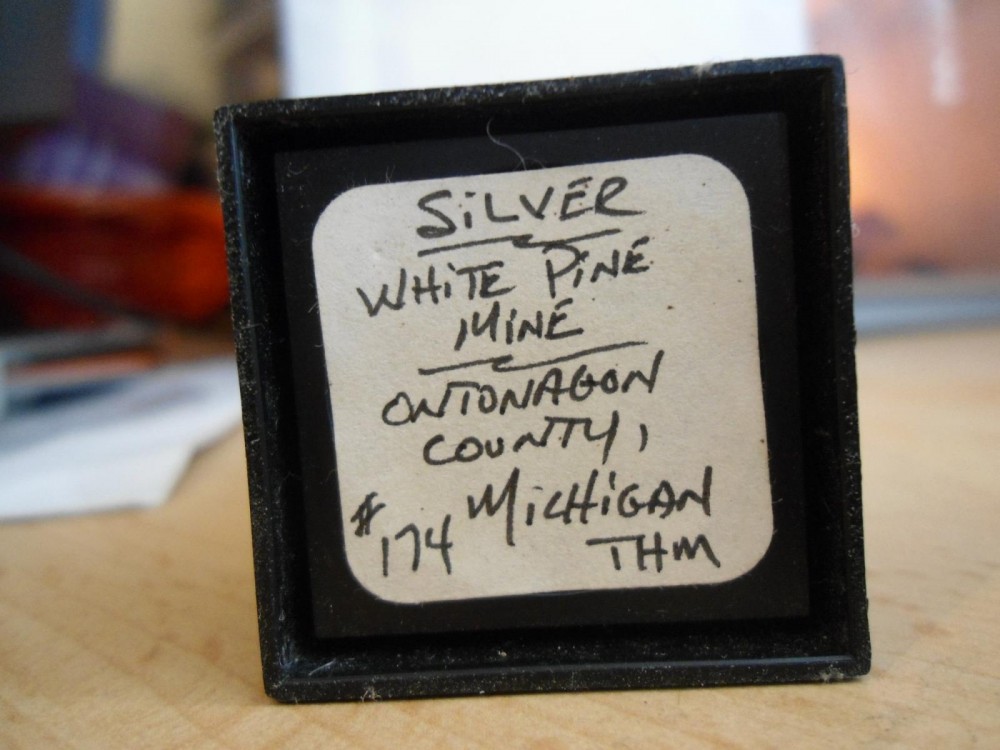 SiLVER
WHiTE PiNE
MiNE
ONTONAGON
COUNTY,
MiCHiGAN
#174
THM